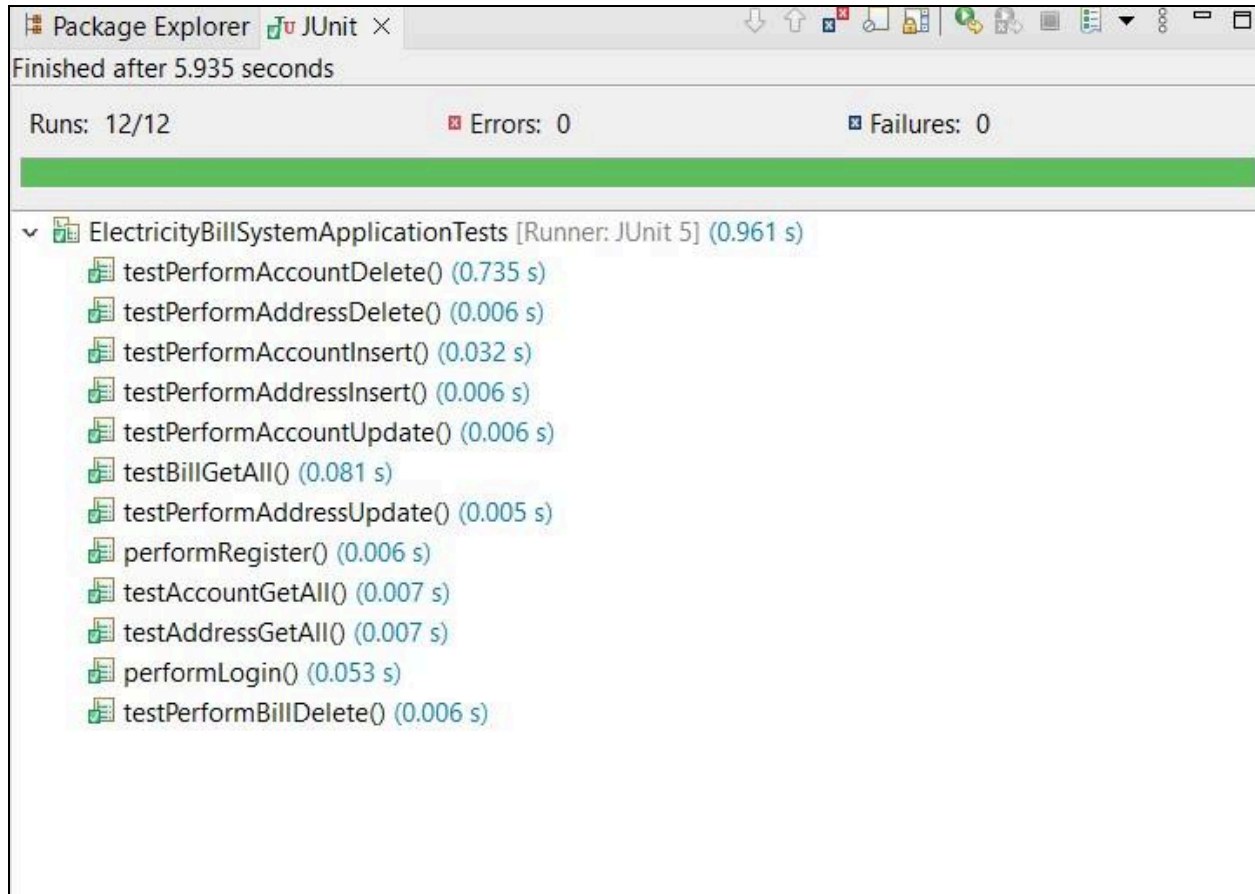 Package Explorer JUnit
Finished after 5.935 seconds
Runs: 12/12 Errors: 0 Failures: 0
ElectricityBillSystemApplicationTests [Runner: JUnit 5] (0.961 s)
testPerformAccountDelete() (0.735 s)
testPerformAddressDelete() (0.006 s)
testPerformAccountInsert() (0.032 s)
testPerformAddressInsert() (0.006 s)
testPerformAccountUpdate() (0.006 s)
testBillGetAll() (0.081 s)
testPerformAddressUpdate() (0.005 s)
performRegister() (0.006 s)
testAccountGetAll() (0.007 s)
testAddressGetAll() (0.007 s)
performLogin() (0.053 s)
testPerformBillDelete() (0.006 s)